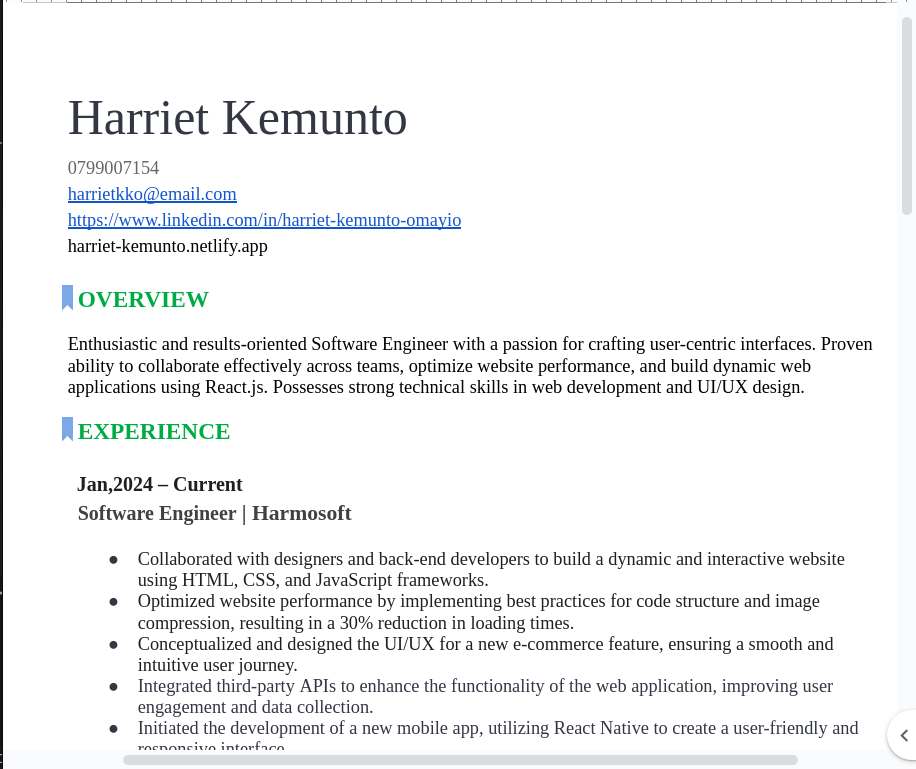 Harriet Kemunto
0799007154
harrietkko@email.com
https://www.linkedin.com/in/harriet-kemunto-omayio
harriet-kemunto.netlify.app
OVERVIEW
Enthusiastic and results-oriented Software Engineer with a passion for crafting user-centric interfaces. Proven
ability to collaborate effectively across teams, optimize website performance, and build dynamic web
applications using React.js. Possesses strong technical skills in web development and UI/UX design.
EXPERIENCE
Jan,2024 – Current
Software Engineer | Harmosoft
● Collaborated with designers and back-end developers to build a dynamic and interactive website
using HTML, CSS, and JavaScript frameworks.
● Optimized website performance by implementing best practices for code structure and image
compression, resulting in a 30% reduction in loading times.
● Conceptualized and designed the UI/UX for a new e-commerce feature, ensuring a smooth and
intuitive user journey.
● Integrated third-party APIs to enhance the functionality of the web application, improving user
engagement and data collection.
● Initiated the development of a new mobile app, utilizing React Native to create a user-friendly and
responsive interface